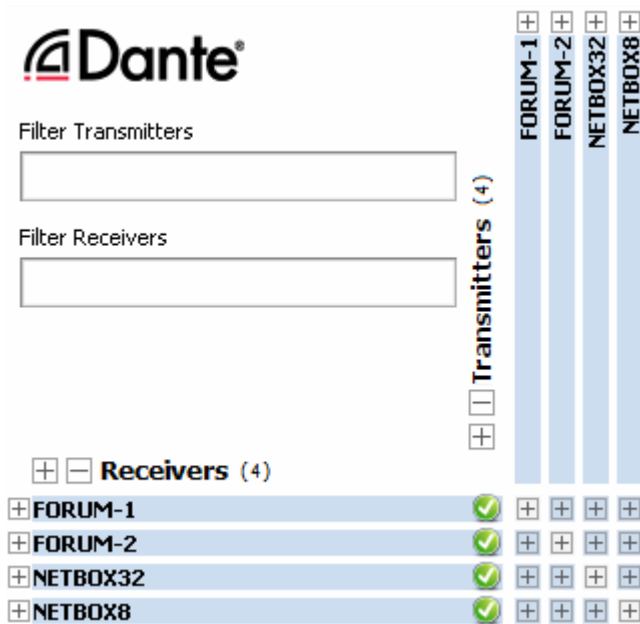 Dante®
Filter Transmitters
Filter Receivers
Transmitters (4)
FORUM-1
FORUM-2
NETBOX32
NETBOX8
Receivers (4)
FORUM-1
FORUM-2
NETBOX32
NETBOX8